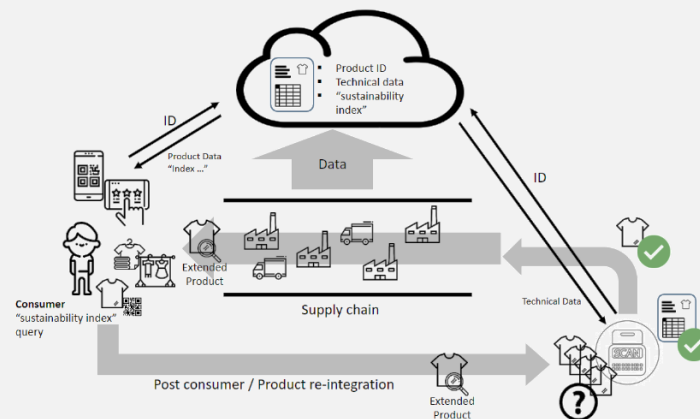 Product ID
Technical data
“sustainability
index”
ID
Product Data
“Index ...”
Data
ID
Extended
Product
Supply chain
Technical Data
Consumer
“sustainability index”
query
SCAN
?
Post consumer / Product re-integration
Extended
Product